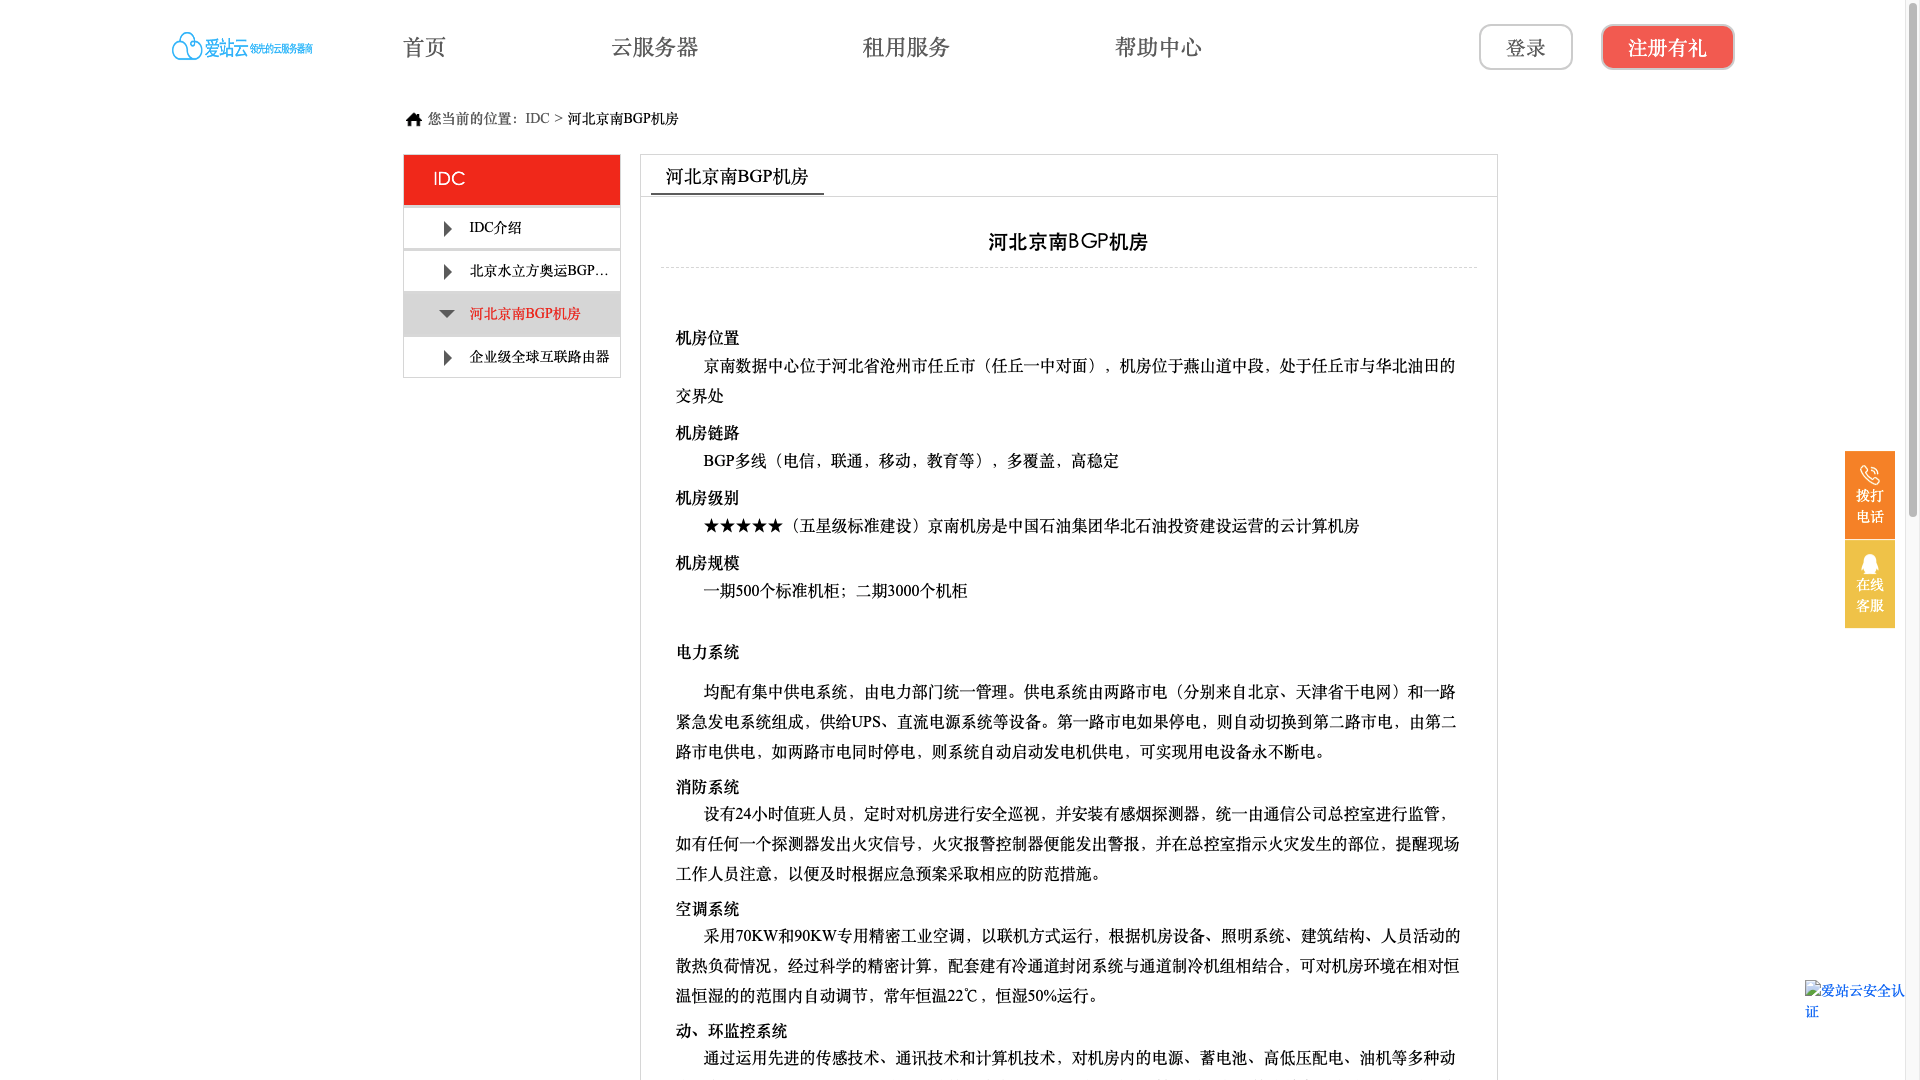 爱站云 领先的云服务器商
首页
云服务器
租用服务
帮助中心
登录
注册有礼
您当前的位置：IDC > 河北京南BGP机房
IDC
IDC介绍
北京水立方奥运BGP…
河北京南BGP机房
企业级全球互联路由器
河北京南BGP机房
河北京南BGP机房
机房位置
京南数据中心位于河北省沧州市任丘市（任丘一中对面），机房位于燕山道中段，处于任丘市与华北油田的
交界处
机房链路
BGP多线（电信，联通，移动，教育等），多覆盖，高稳定
机房级别
★★★★★（五星级标准建设）京南机房是中国石油集团华北石油投资建设运营的云计算机房
机房规模
一期500个标准机柜；二期3000个机柜
电力系统
均配有集中供电系统，由电力部门统一管理。供电系统由两路市电（分别来自北京、天津省干电网）和一路
紧急发电系统组成，供给UPS、直流电源系统等设备。第一路市电如果停电，则自动切换到第二路市电，由第二
路市电供电，如两路市电同时停电，则系统自动启动发电机供电，可实现用电设备永不断电。
消防系统
设有24小时值班人员，定时对机房进行安全巡视，并安装有感烟探测器，统一由通信公司总控室进行监管，
如有任何一个探测器发出火灾信号，火灾报警控制器便能发出警报，并在总控室指示火灾发生的部位，提醒现场
工作人员注意，以便及时根据应急预案采取相应的防范措施。
空调系统
采用70KW和90KW专用精密工业空调，以联机方式运行，根据机房设备、照明系统、建筑结构、人员活动的
散热负荷情况，经过科学的精密计算，配套建有冷通道封闭系统与通道制冷机组相结合，可对机房环境在相对恒
温恒湿的的范围内自动调节，常年恒温22℃，恒湿50%运行。
动、环监控系统
通过运用先进的传感技术、通讯技术和计算机技术，对机房内的电源、蓄电池、高低压配电、油机等多种动
拨打
电话
在线
客服
爱站云安全认
证